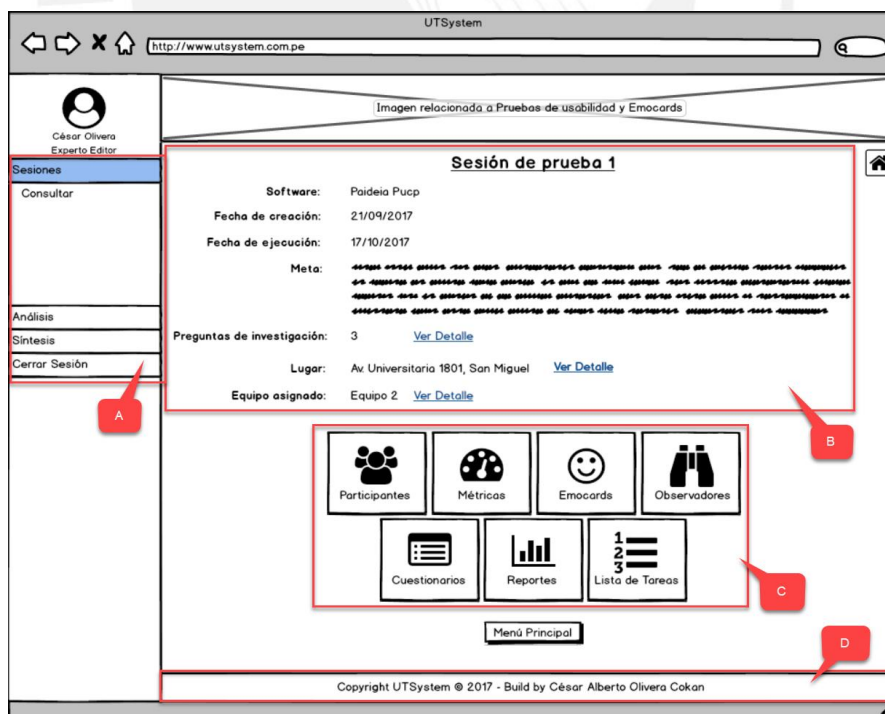 UTSystem
http://www.utsystem.com.pe
César Olivera
Experto Editor
Sesiones
Consultar
Análisis
Síntesis
Cerrar Sesión
A
Imagen relacionada a Pruebas de usabilidad y Emocards
Sesión de prueba 1
Software: Paideia Pucp
Fecha de creación: 21/09/2017
Fecha de ejecución: 17/10/2017
Meta:
Preguntas de investigación: 3 Ver Detalle
Lugar: Av. Universitaria 1801, San Miguel Ver Detalle
Equipo asignado: Equipo 2 Ver Detalle
B
Participantes Métricas Emocards Observadores
1
2
3
Cuestionarios Reportes Lista de Tareas
C
Menú Principal
D
Copyright UTSystem © 2017 - Build by César Alberto Olivera Cokan